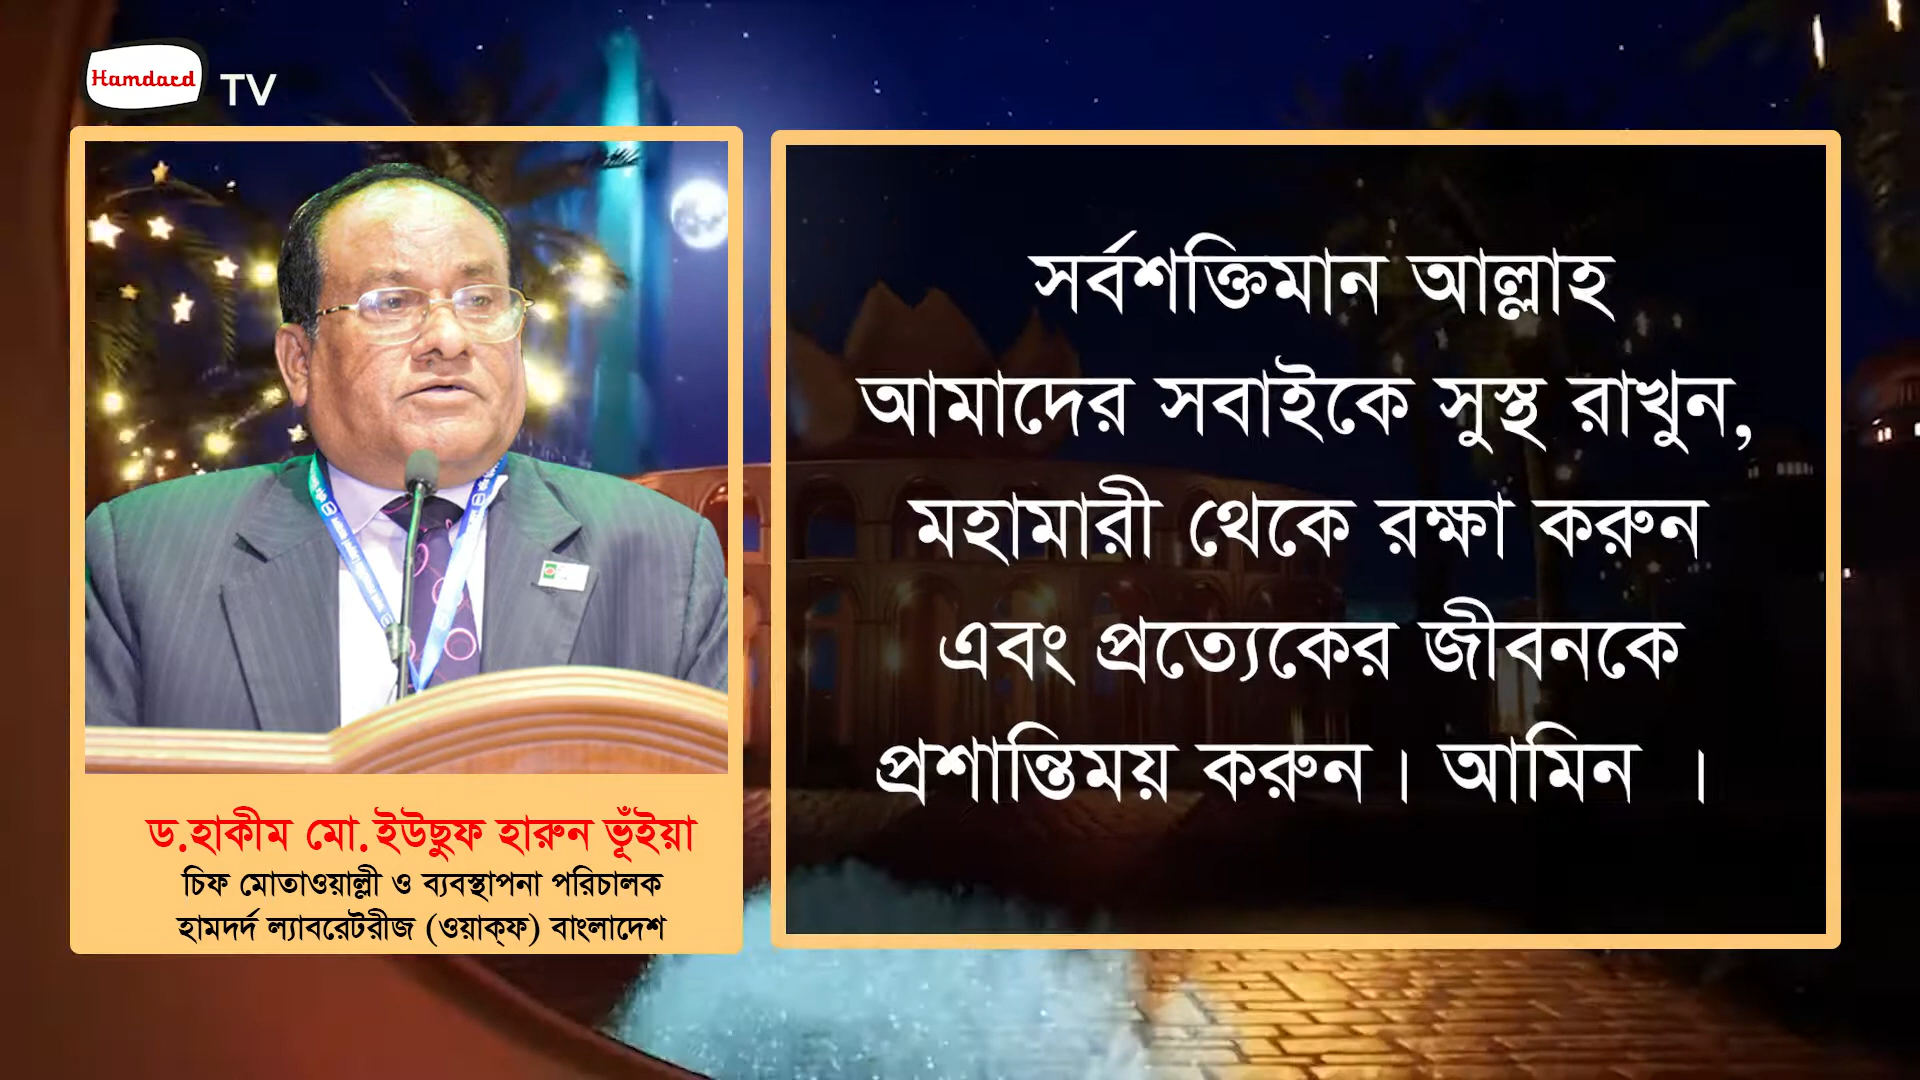 Hamdard TV
সর্বশক্তিমান আল্লাহ
আমাদের সবাইকে সুস্থ রাখুন,
মহামারী থেকে রক্ষা করুন
এবং প্রত্যেকের জীবনকে
প্রশান্তিময় করুন। আমিন ।
ড.হাকীম মো.ইউছুফ হারুন ভূঁইয়া
চিফ মোতাওয়াল্লী ও ব্যবস্থাপনা পরিচালক
হামদর্দ ল্যাবরেটরীজ (ওয়াক্‌ফ) বাংলাদেশ